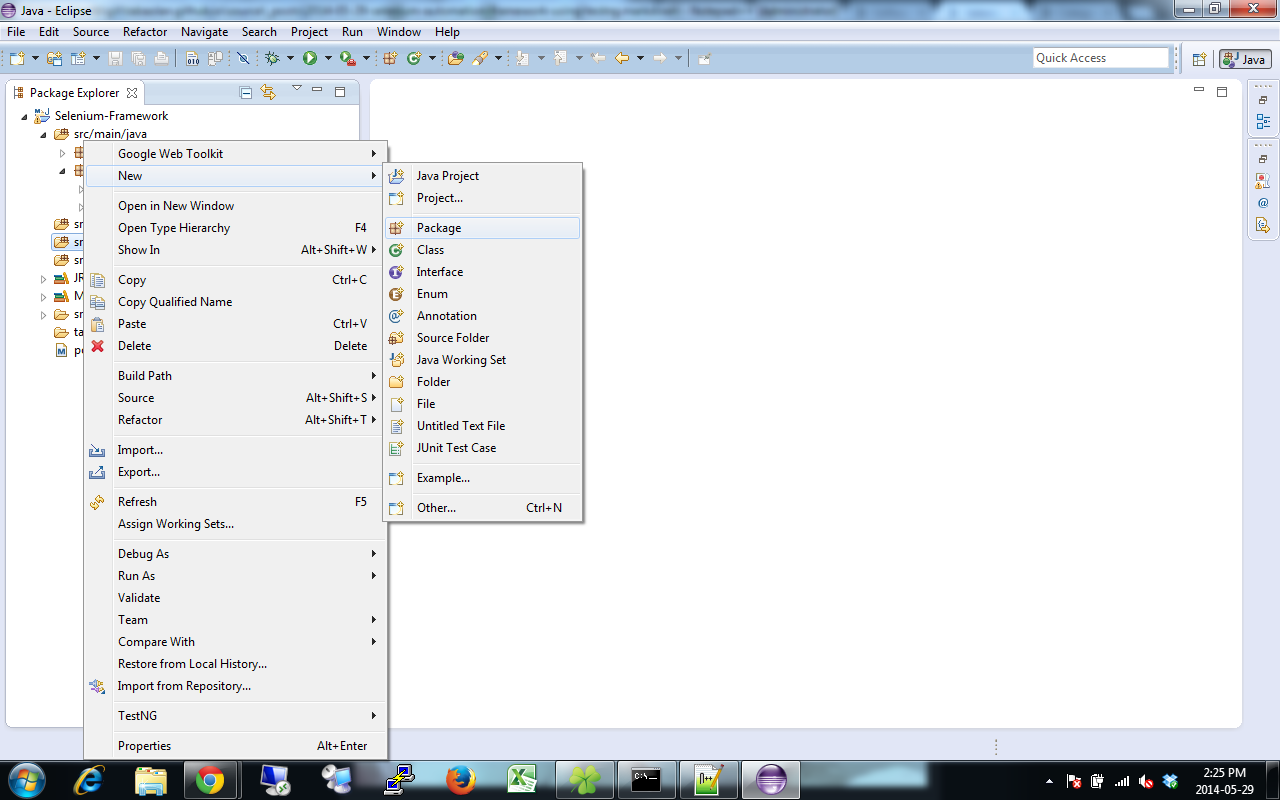 Java - Eclipse
File Edit Source Refactor Navigate Search Project Run Window Help
Quick Access
Java
Package Explorer
Selenium-Framework
src/main/java
sr
sr
sr
JR
M
sr
ta
po
Google Web Toolkit
New
Open in New Window
Open Type Hierarchy F4
Show In Alt+Shift+W
Copy Ctrl+C
Copy Qualified Name
Paste Ctrl+V
Delete Delete
Build Path
Source Alt+Shift+S
Refactor Alt+Shift+T
Import...
Export...
Refresh F5
Assign Working Sets...
Debug As
Run As
Validate
Team
Compare With
Restore from Local History...
Import from Repository...
TestNG
Properties Alt+Enter
Java Project
Project...
Package
Class
Interface
Enum
Annotation
Source Folder
Java Working Set
Folder
File
Untitled Text File
JUnit Test Case
Example...
Other... Ctrl+N
2:25 PM
2014-05-29